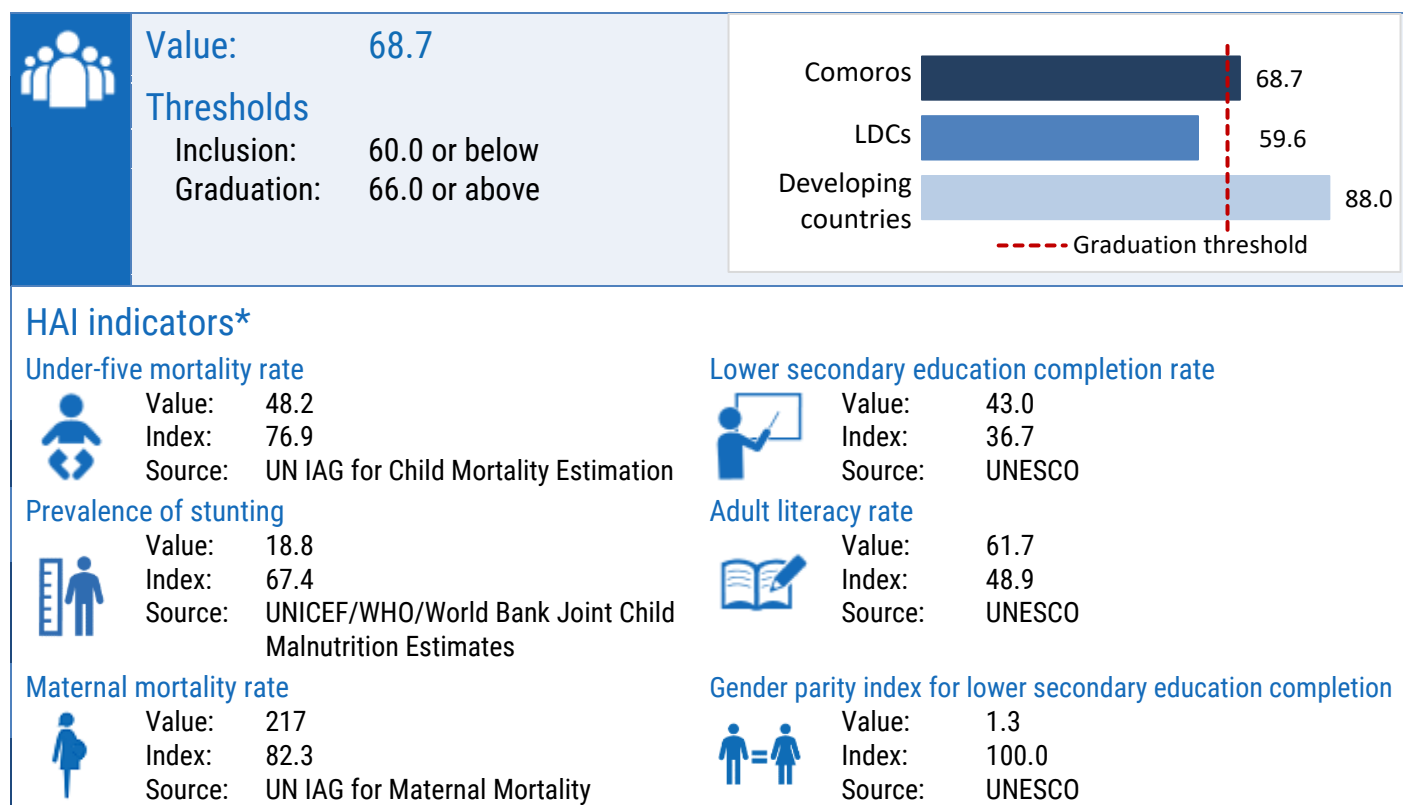 Value: 68.7
Thresholds
Inclusion: 60.0 or below
Graduation: 66.0 or above
Comoros 68.7
LDCs 59.6
Developing
countries 88.0
Graduation threshold
HAI indicators*
Under-five mortality rate
Value: 48.2
Index: 76.9
Source: UN IAG for Child Mortality Estimation
Prevalence of stunting
Value: 18.8
Index: 67.4
Source: UNICEF/WHO/World Bank Joint Child
Malnutrition Estimates
Maternal mortality rate
Value: 217
Index: 82.3
Source: UN IAG for Maternal Mortality
Lower secondary education completion rate
Value: 43.0
Index: 36.7
Source: UNESCO
Adult literacy rate
Value: 61.7
Index: 48.9
Source: UNESCO
Gender parity index for lower secondary education completion
Value: 1.3
Index: 100.0
Source: UNESCO